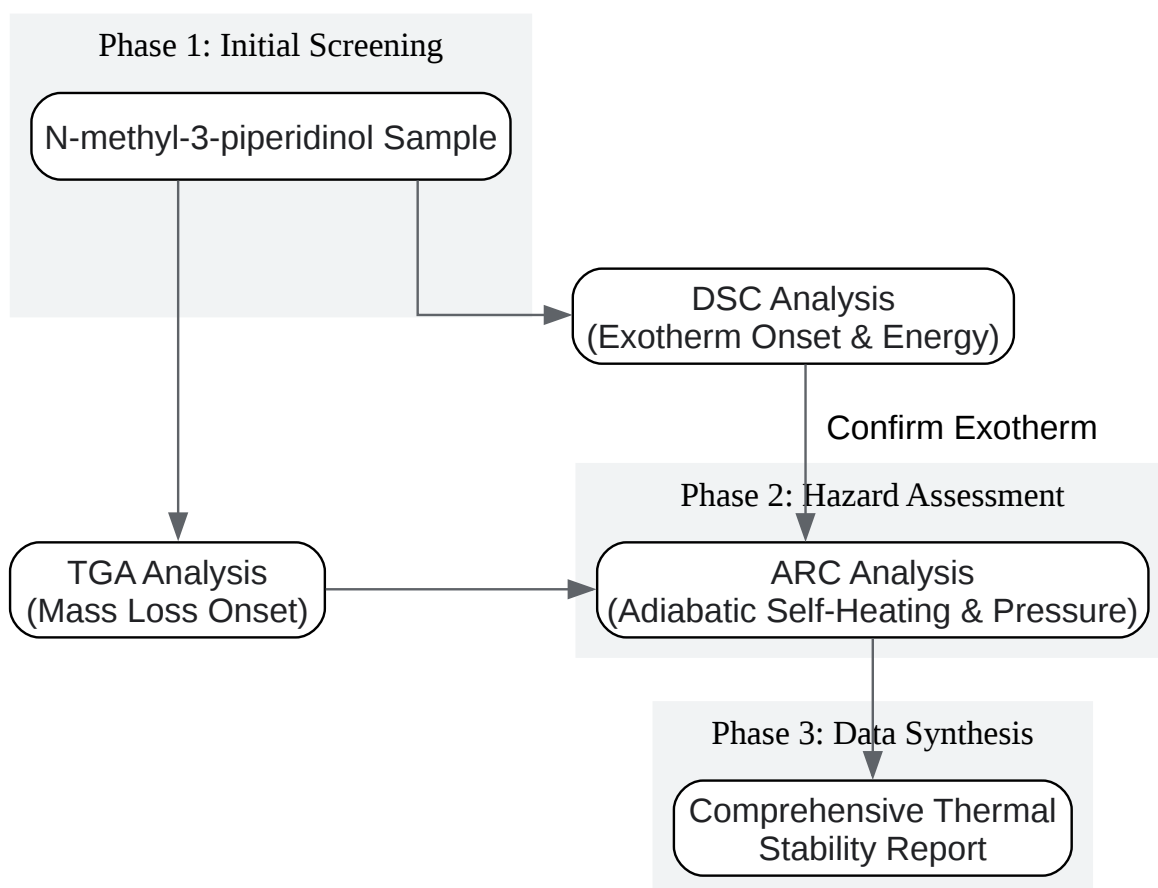 Phase 1: Initial Screening
N-methyl-3-piperidinol Sample
DSC Analysis
(Exotherm Onset & Energy)
Confirm Exotherm
Phase 2: Hazard Assessment
TGA Analysis
(Mass Loss Onset)
ARC Analysis
(Adiabatic Self-Heating & Pressure)
Phase 3: Data Synthesis
Comprehensive Thermal
Stability Report